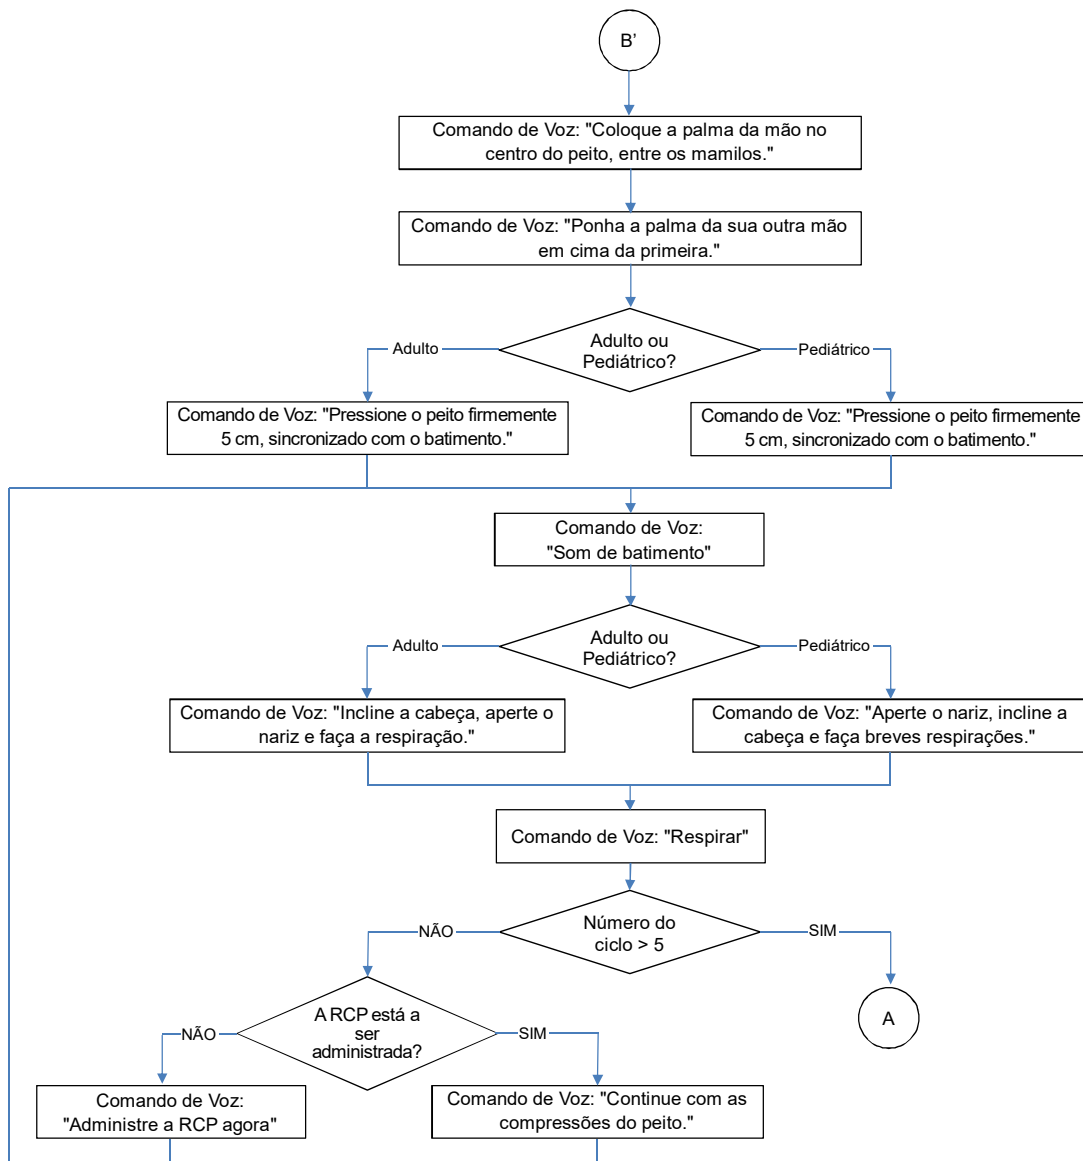 B'
Comando de Voz: "Coloque a palma da mão no
centro do peito, entre os mamilos."
Comando de Voz: "Ponha a palma da sua outra mão
em cima da primeira."
Adulto ou
Pediátrico?
Adulto
Pediátrico
Comando de Voz: "Pressione o peito firmemente
5 cm, sincronizado com o batimento."
Comando de Voz: "Pressione o peito firmemente
5 cm, sincronizado com o batimento."
Comando de Voz:
"Som de batimento"
Adulto ou
Pediátrico?
Adulto
Pediátrico
Comando de Voz: "Incline a cabeça, aperte o
nariz e faça a respiração."
Comando de Voz: "Aperte o nariz, incline a
cabeça e faça breves respirações."
Comando de Voz: "Respirar"
Número do
ciclo > 5
NÃO
SIM
A
A RCP está a
ser
administrada?
NÃO
SIM
Comando de Voz:
"Administre a RCP agora"
Comando de Voz: "Continue com as
compressões do peito."